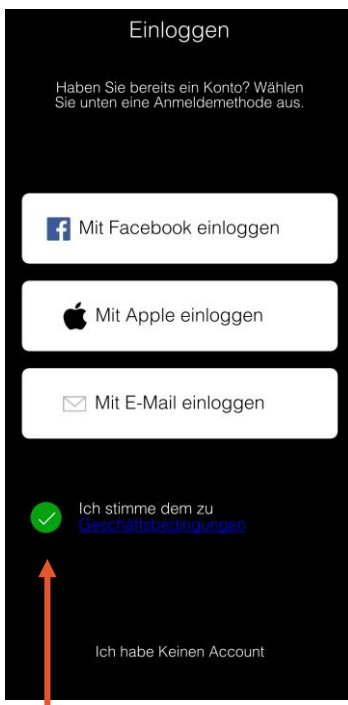 Einloggen
Haben Sie bereits ein Konto? Wählen
Sie unten eine Anmeldemethode aus.
Mit Facebook einloggen
Mit Apple einloggen
Mit E-Mail einloggen
Ich stimme dem zu
Geschäftsbedingungen
Ich habe Keinen Account